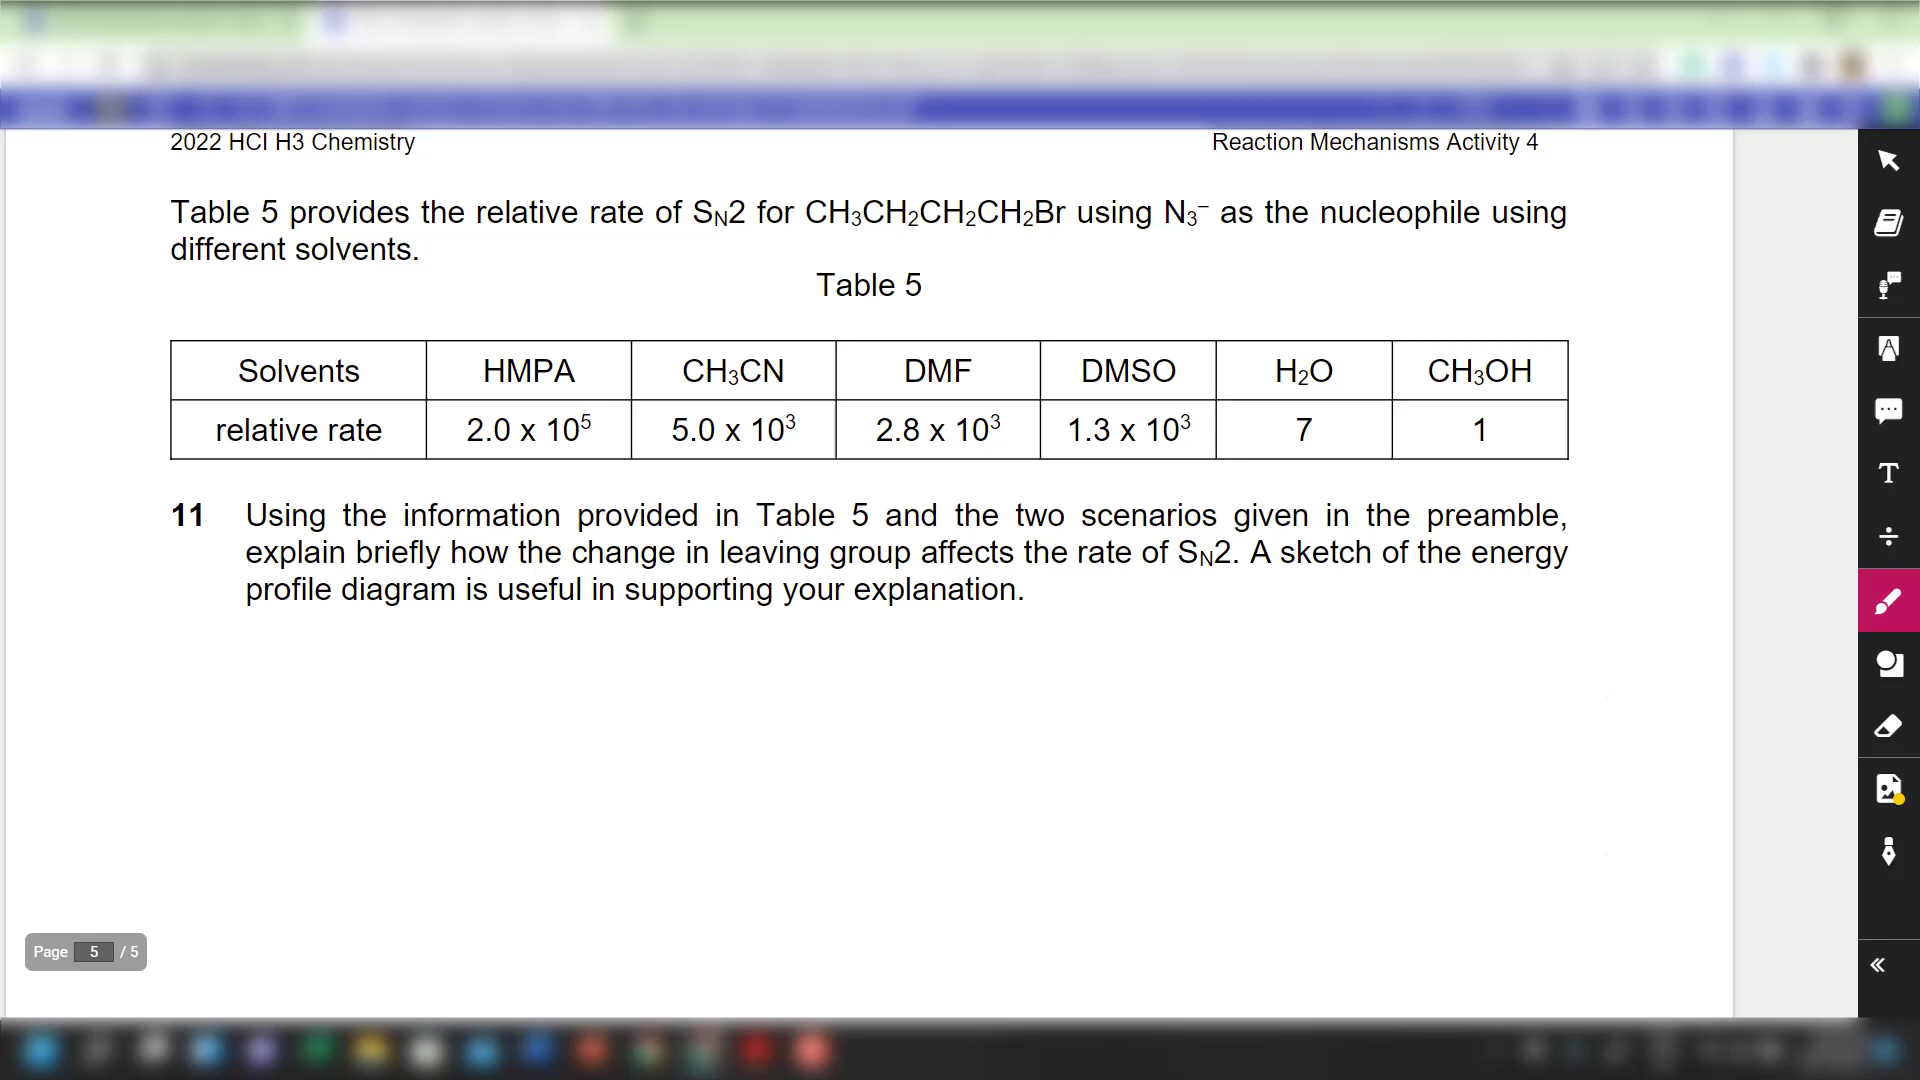 2022 HCI H3 Chemistry Reaction Mechanisms Activity 4
Table 5 provides the relative rate of SN2 for CH₃CH₂CH₂CH₂Br using N₃⁻ as the nucleophile using
different solvents.
Table 5
Solvents HMPA CH₃CN DMF DMSO H₂O CH₃OH
relative rate 2.0 x 10⁵ 5.0 x 10³ 2.8 x 10³ 1.3 x 10³ 7 1
11 Using the information provided in Table 5 and the two scenarios given in the preamble,
explain briefly how the change in leaving group affects the rate of SN2. A sketch of the energy
profile diagram is useful in supporting your explanation.
Page 5 / 5